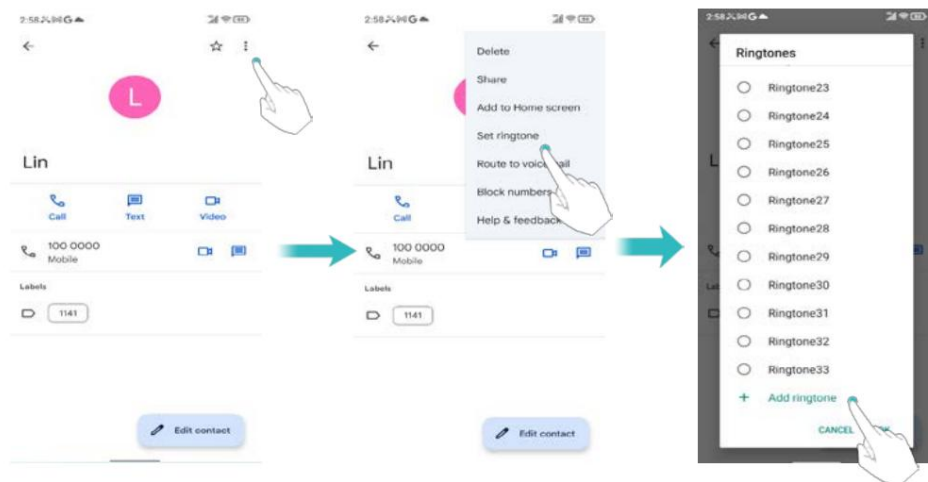 2:58
L
Lin
Call Text Video
100 0000
Mobile
Labels
1141
Edit contact
2:58
Delete
Share
Add to Home screen
Set ringtone
Route to
Block numbers
Help & feedback
Lin
Call
100 0000
Mobile
Labels
1141
Edit contact
2:58
Ringtones
Ringtone23
Ringtone24
Ringtone25
Ringtone26
Ringtone27
Ringtone28
Ringtone29
Ringtone30
Ringtone31
Ringtone32
Ringtone33
+ Add ringtone
CANCEL